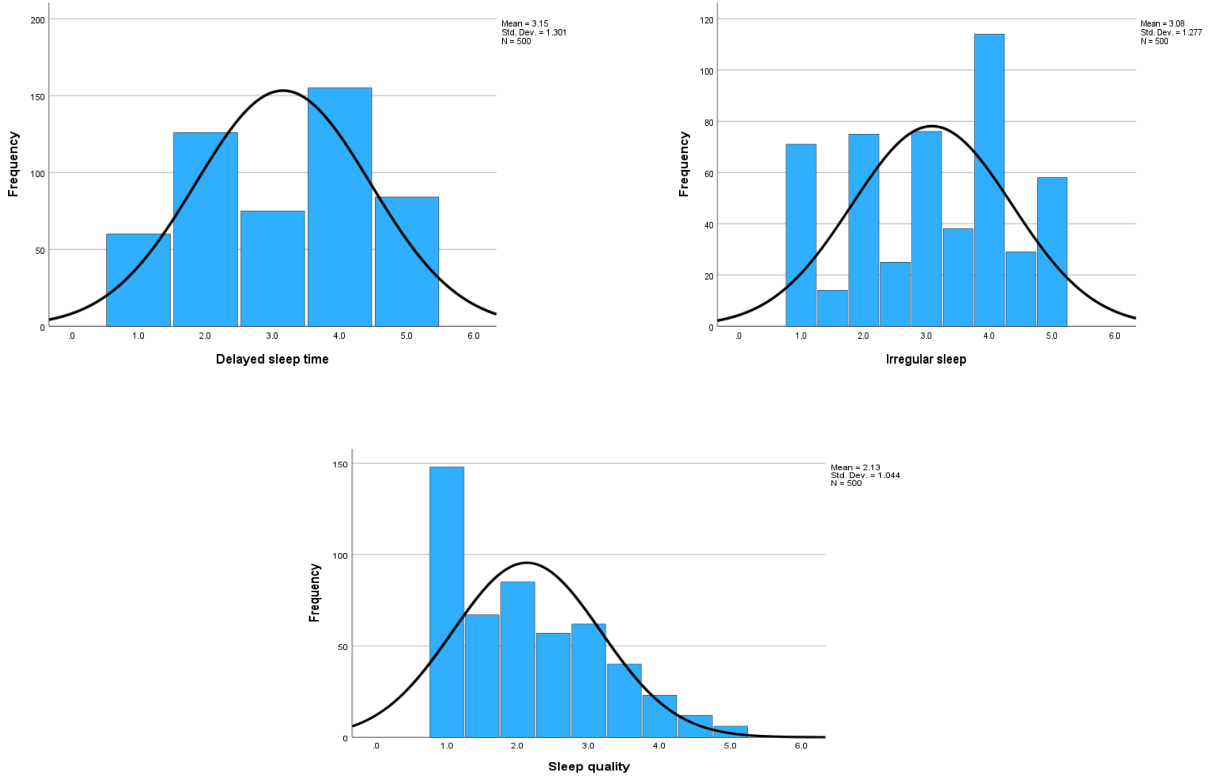 Mean = 3.15
Std. Dev. = 1.301
N = 500
Frequency
200
150
100
50
0
.0 1.0 2.0 3.0 4.0 5.0 6.0
Delayed sleep time
Mean = 3.08
Std. Dev. = 1.277
N = 500
Frequency
120
100
80
60
40
20
0
.0 1.0 2.0 3.0 4.0 5.0 6.0
Irregular sleep
Mean = 2.13
Std. Dev. = 1.044
N = 500
Frequency
150
100
50
0
.0 1.0 2.0 3.0 4.0 5.0 6.0
Sleep quality